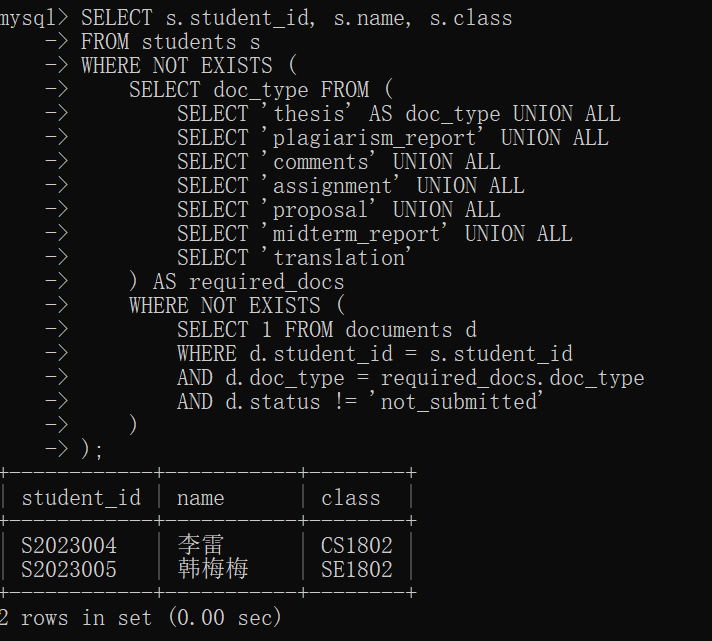 mysql> SELECT s.student_id, s.name, s.class
    -> FROM students s
    -> WHERE NOT EXISTS (
    ->     SELECT doc_type FROM (
    ->         SELECT 'thesis' AS doc_type UNION ALL
    ->         SELECT 'plagiarism_report' UNION ALL
    ->         SELECT 'comments' UNION ALL
    ->         SELECT 'assignment' UNION ALL
    ->         SELECT 'proposal' UNION ALL
    ->         SELECT 'midterm_report' UNION ALL
    ->         SELECT 'translation'
    ->     ) AS required_docs
    ->     WHERE NOT EXISTS (
    ->         SELECT 1 FROM documents d
    ->         WHERE d.student_id = s.student_id
    ->         AND d.doc_type = required_docs.doc_type
    ->         AND d.status != 'not_submitted'
    ->     )
    -> );
+------------+-----------+--------+
| student_id | name      | class  |
+------------+-----------+--------+
| S2023004   | 李雷      | CS1802 |
| S2023005   | 韩梅梅    | SE1802 |
+------------+-----------+--------+
2 rows in set (0.00 sec)